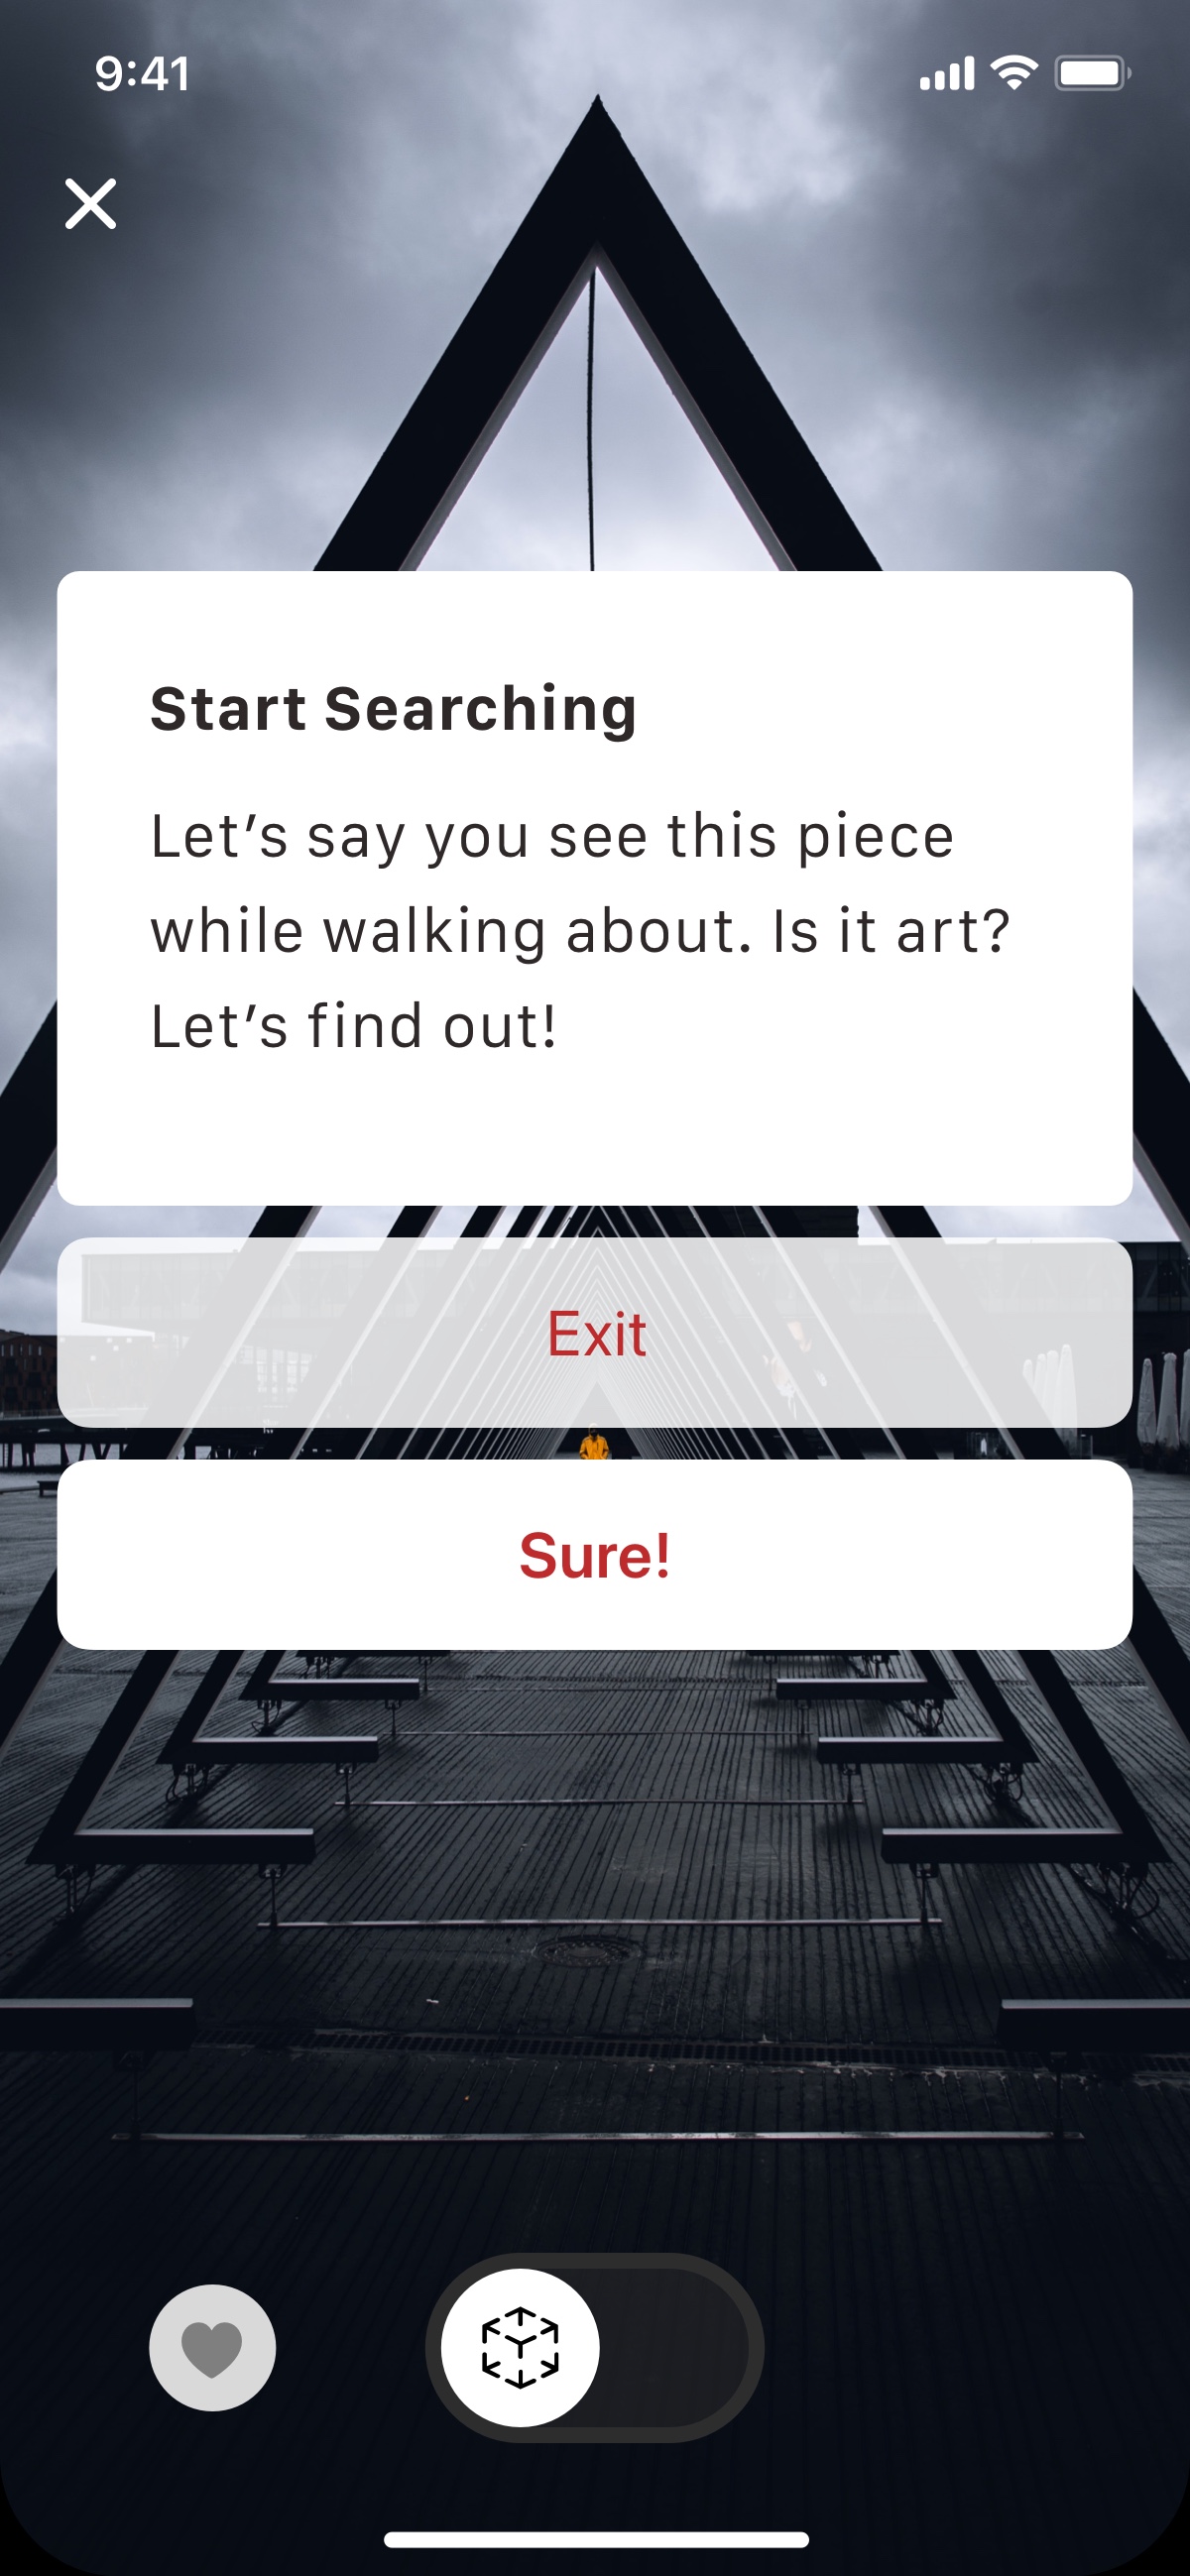 9:41
Start Searching
Let’s say you see this piece
while walking about. Is it art?
Let’s find out!
Exit
Sure!